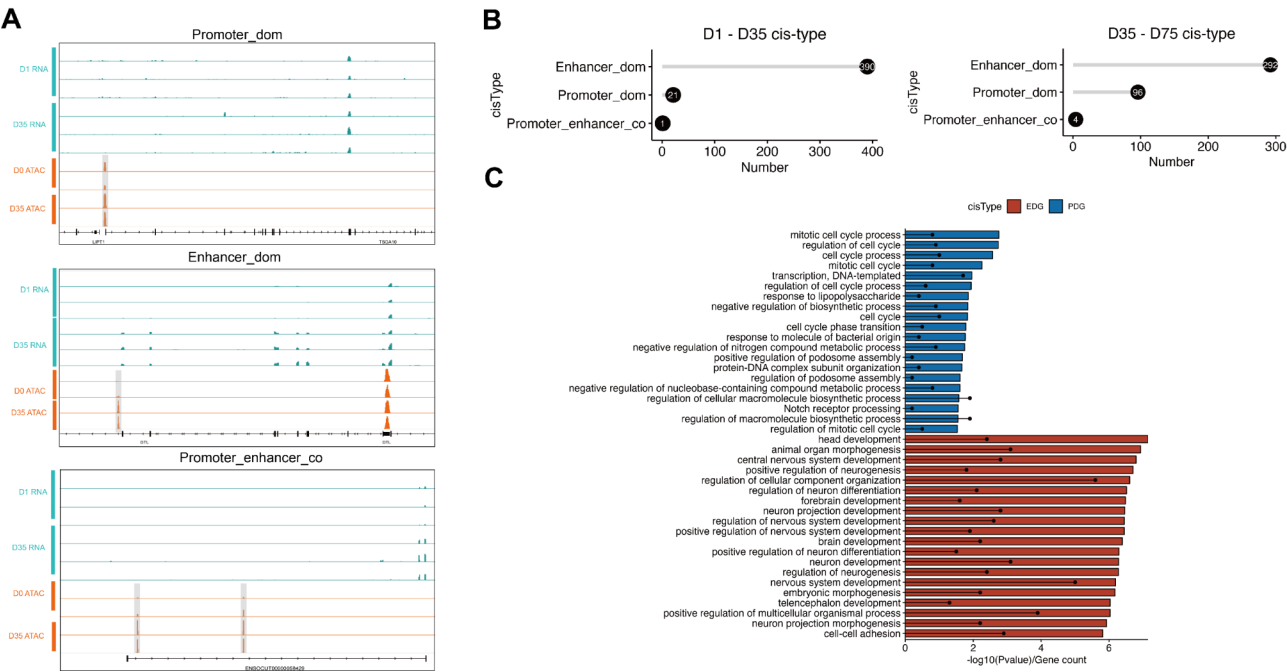 A
Promoter_dom
D1 RNA
D35 RNA
D0 ATAC
D35 ATAC
LIPT1
TSGA10
Enhancer_dom
D1 RNA
D35 RNA
D0 ATAC
D35 ATAC
Promoter_enhancer_co
D1 RNA
D35 RNA
D0 ATAC
D35 ATAC
B
D1 - D35 cis-type
cisType
Enhancer_dom
390
Promoter_dom
21
Promoter_enhancer_co
1
0 100 200 300 400
Number
D35 - D75 cis-type
cisType
Enhancer_dom
292
Promoter_dom
96
Promoter_enhancer_co
4
0 100 200 300
Number
C
cisType EDG PDG
mitotic cell cycle process
regulation of cell cycle
cell cycle process
mitotic cell cycle
transcription, DNA-templated
regulation of cell cycle process
response to lipopolysaccharide
negative regulation of biosynthetic process
cell cycle
cell cycle phase transition
response to molecule of bacterial origin
negative regulation of nitrogen compound metabolic process
positive regulation of podosome assembly
protein-DNA complex subunit organization
regulation of podosome assembly
negative regulation of nucleobase-containing compound metabolic process
regulation of cellular macromolecule biosynthetic process
Notch receptor processing
regulation of macromolecule biosynthetic process
regulation of mitotic cell cycle
head development
animal organ morphogenesis
central nervous system development
positive regulation of neurogenesis
regulation of cellular component organization
regulation of neuron differentiation
forebrain development
neuron projection development
regulation of nervous system development
positive regulation of nervous system development
brain development
positive regulation of neuron differentiation
neuron development
regulation of neurogenesis
nervous system development
embryonic morphogenesis
telencephalon development
positive regulation of multicellular organismal process
neuron projection morphogenesis
cell-cell adhesion
0 2 4 6
-log10(Pvalue)/Gene count